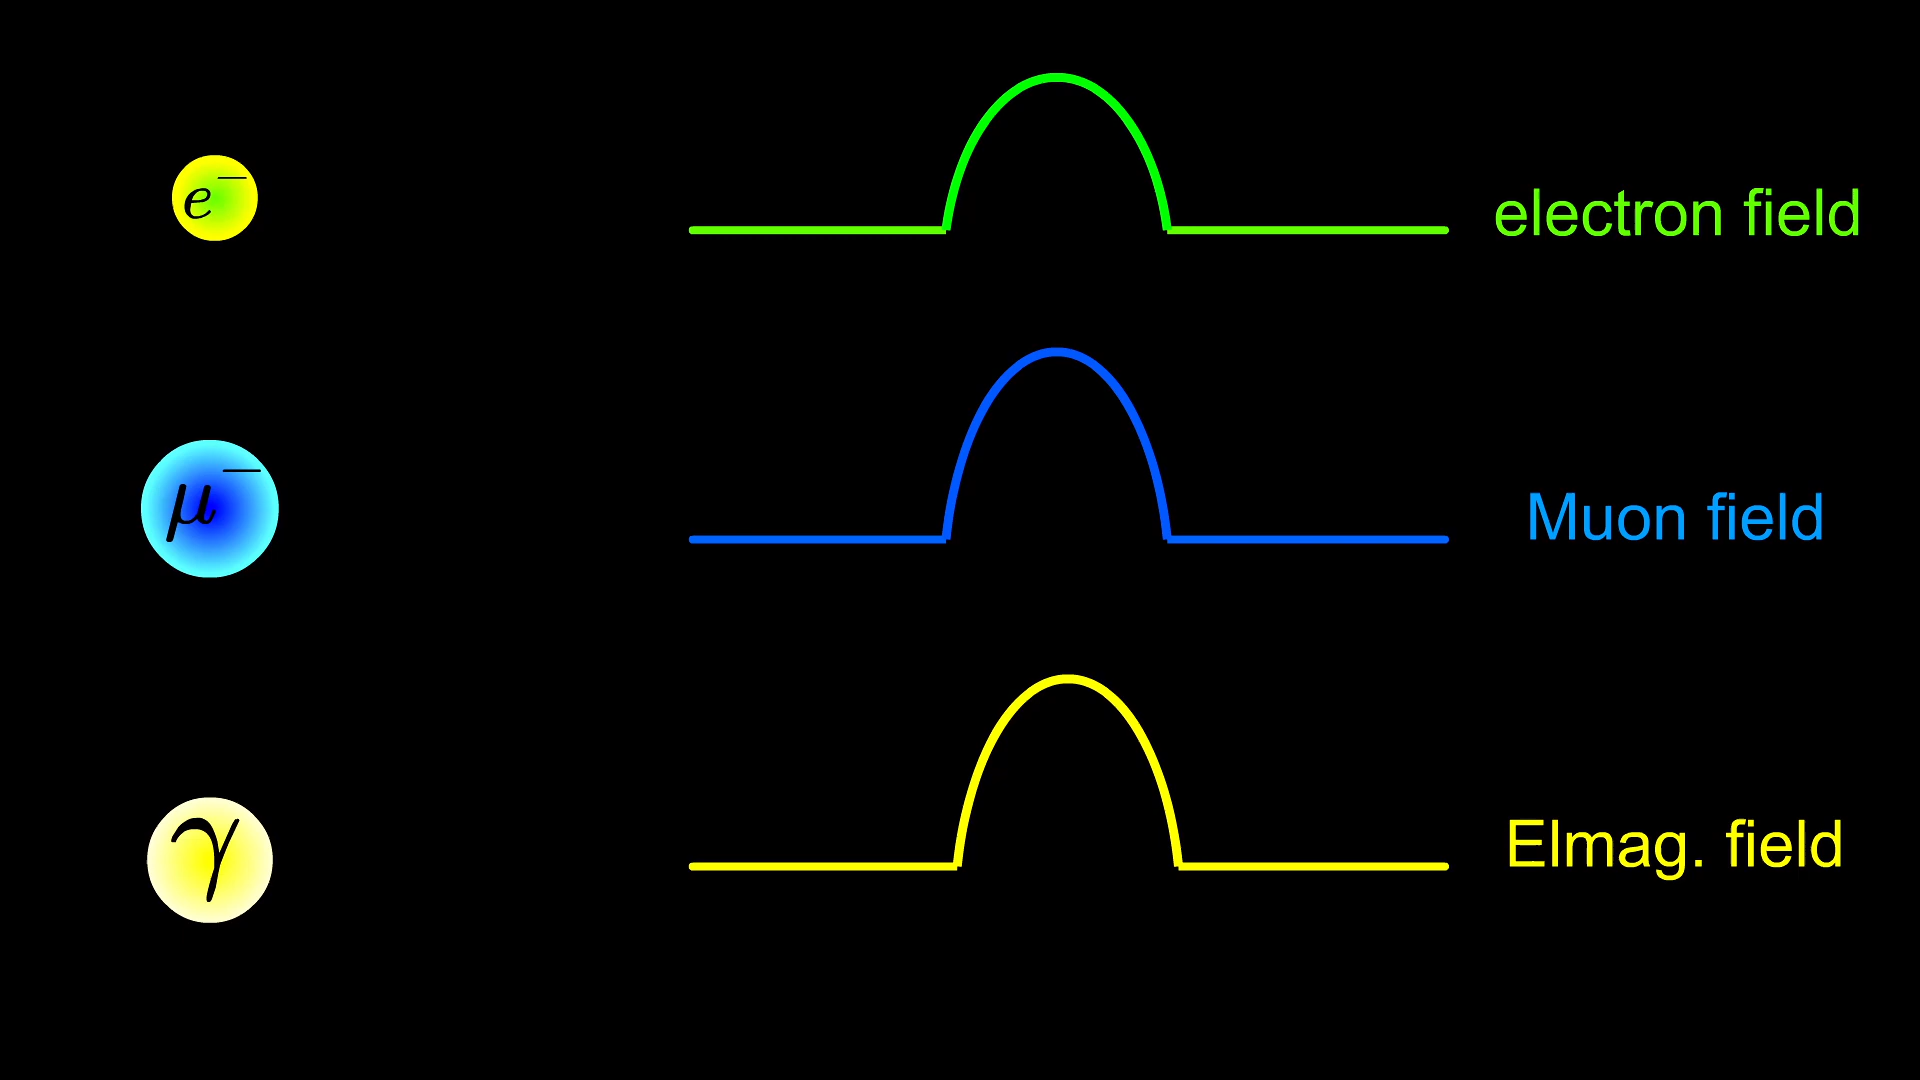 e⁻
electron field
μ⁻
Muon field
γ
Elmag. field